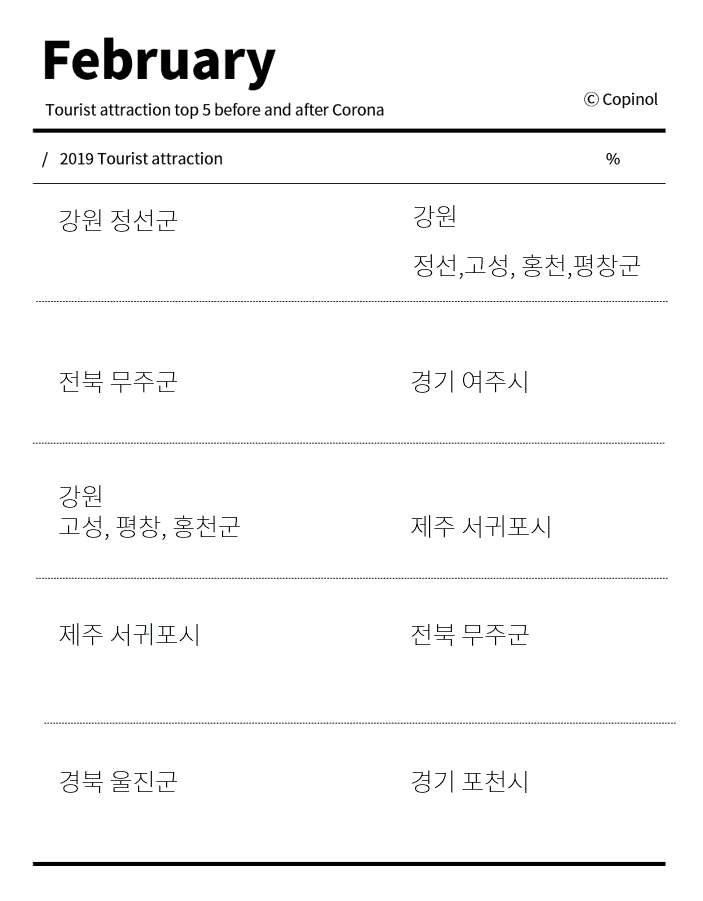 February
Tourist attraction top 5 before and after Corona
ⓒ Copinol
/ 2019 Tourist attraction %
강원 정선군
강원
정선,고성, 홍천,평창군
전북 무주군
경기 여주시
강원
고성, 평창, 홍천군
제주 서귀포시
제주 서귀포시
전북 무주군
경북 울진군
경기 포천시